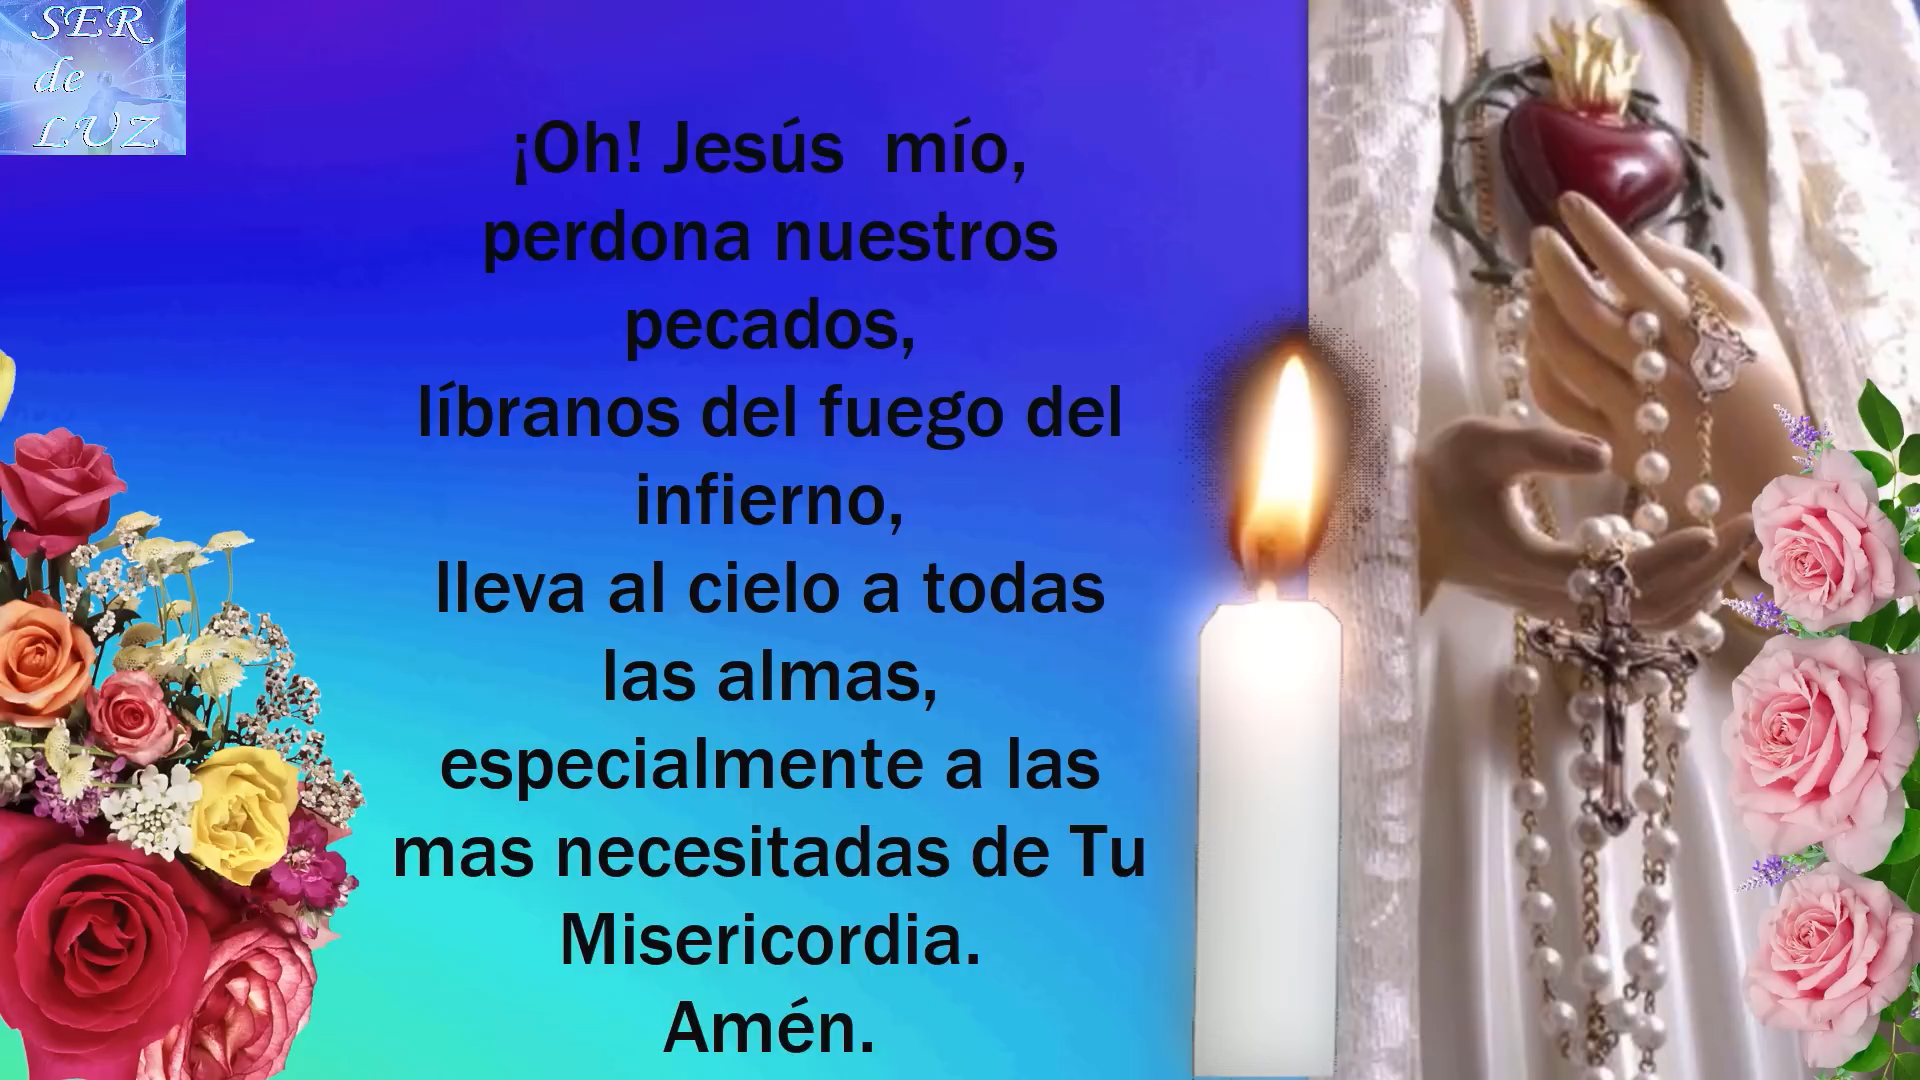 SER
de
LUZ
¡Oh! Jesús  mío,
perdona nuestros
pecados,
líbranos del fuego del
infierno,
lleva al cielo a todas
las almas,
especialmente a las
mas necesitadas de Tu
Misericordia.
Amén.